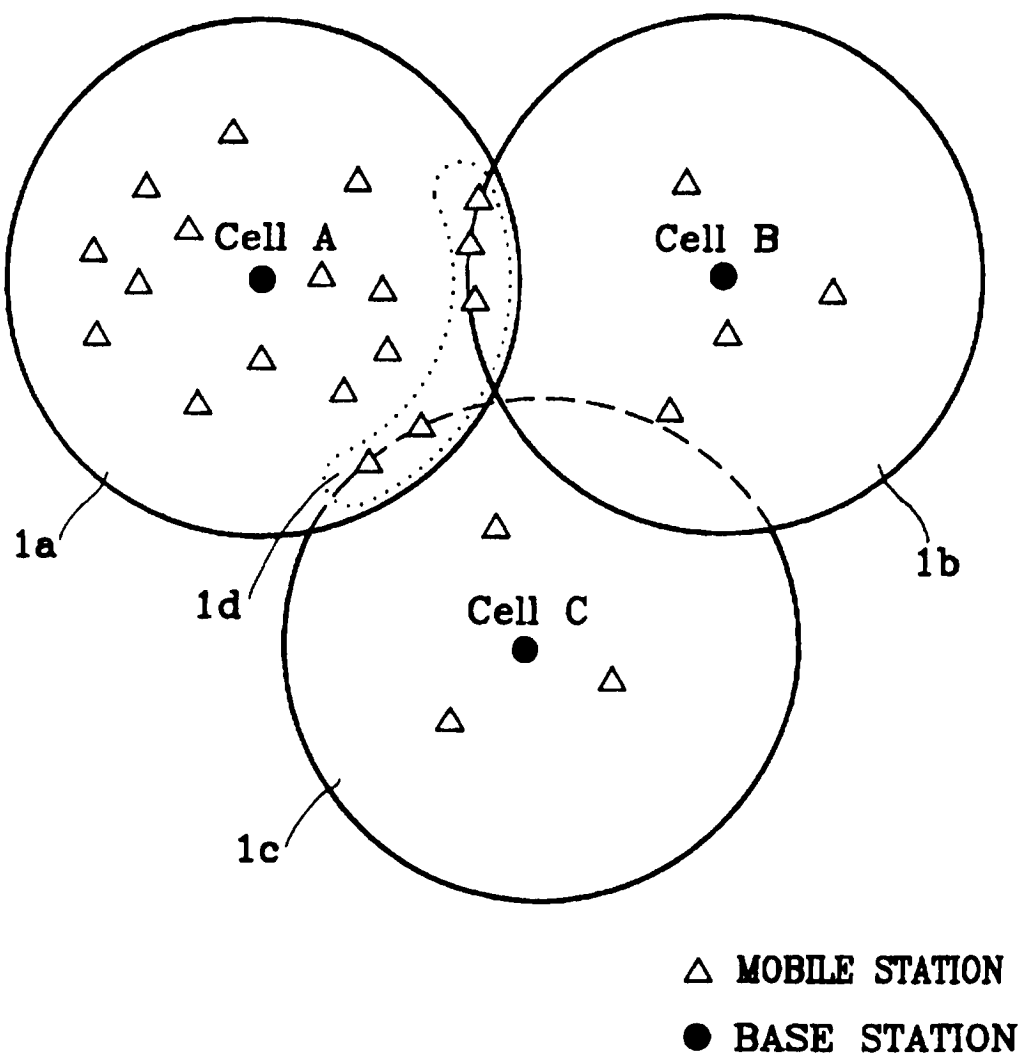 Cell A
Cell B
1a
1b
1d
Cell C
1c
MOBILE STATION
BASE STATION